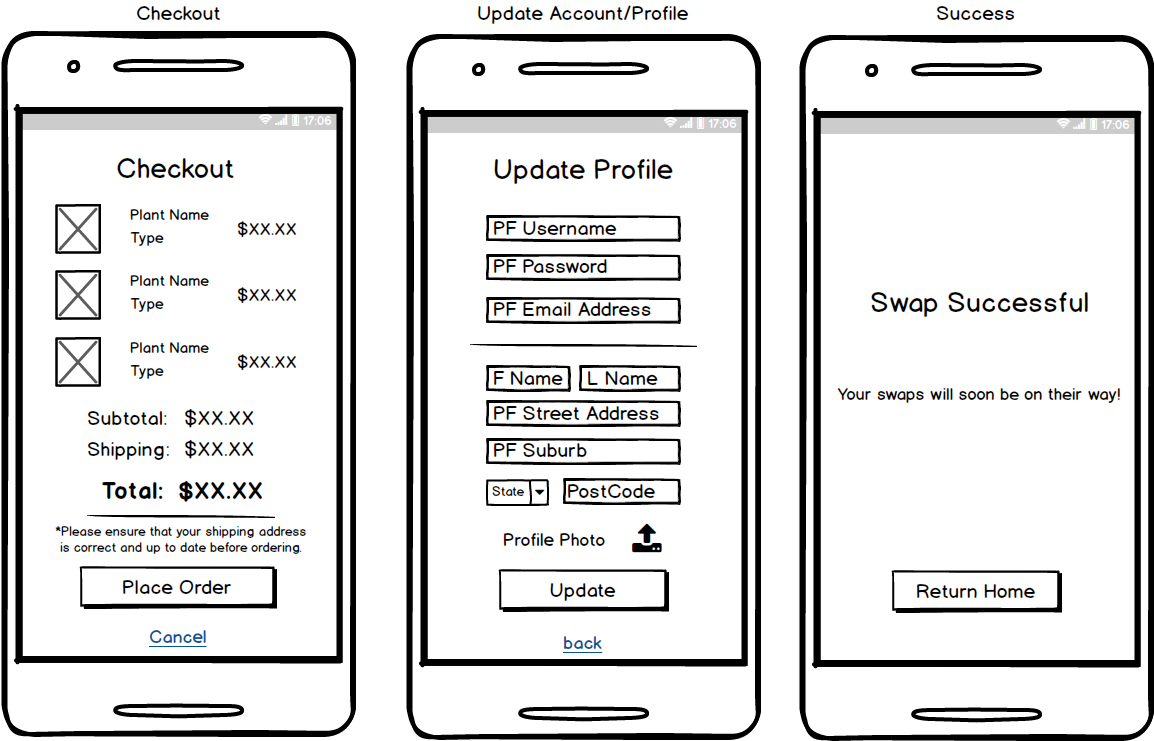 Checkout
17:06
Checkout
Plant Name
Type
$XX.XX
Plant Name
Type
$XX.XX
Plant Name
Type
$XX.XX
Subtotal: $XX.XX
Shipping: $XX.XX
Total: $XX.XX
*Please ensure that your shipping address
is correct and up to date before ordering.
Place Order
Cancel
Update Account/Profile
17:06
Update Profile
PF Username
PF Password
PF Email Address
F Name L Name
PF Street Address
PF Suburb
State PostCode
Profile Photo
Update
back
Success
17:06
Swap Successful
Your swaps will soon be on their way!
Return Home